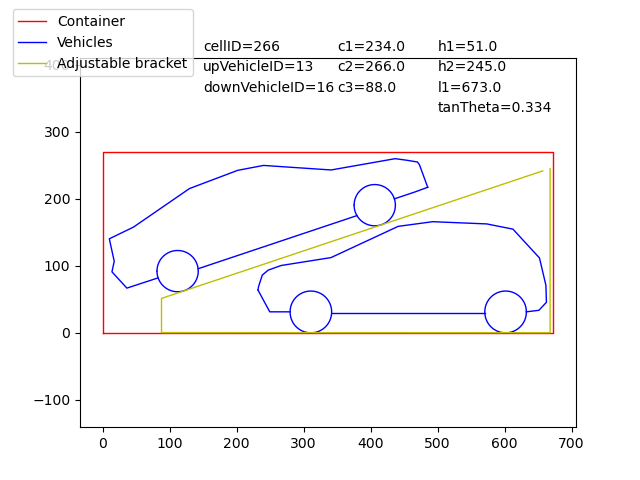 Container
Vehicles
Adjustable bracket
cellID=266 c1=234.0 h1=51.0
upVehicleID=13 c2=266.0 h2=245.0
downVehicleID=16 c3=88.0 l1=673.0
tanTheta=0.334
400
300
200
100
0
−100
0 100 200 300 400 500 600 700